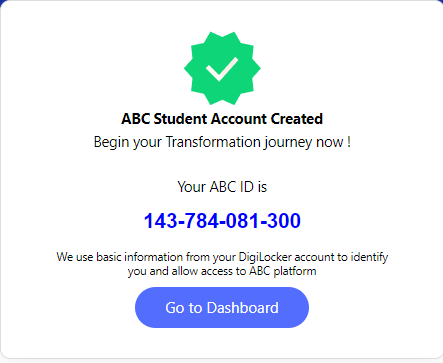 ABC Student Account Created
Begin your Transformation journey now !
Your ABC ID is
143-784-081-300
We use basic information from your DigiLocker account to identify
you and allow access to ABC platform
Go to Dashboard